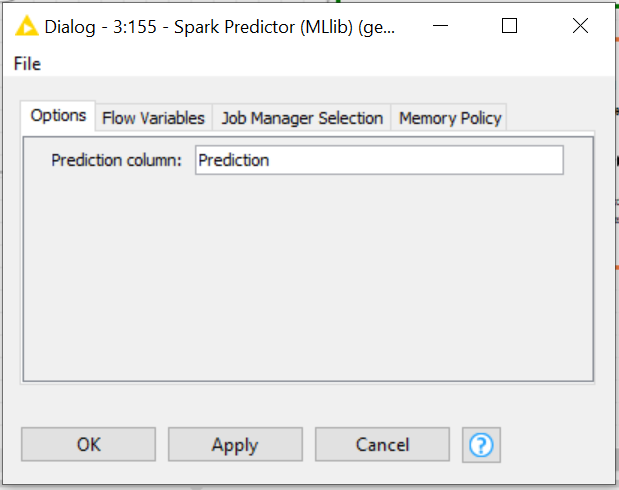 Dialog - 3:155 - Spark Predictor (MLlib) (ge...
File
Options Flow Variables Job Manager Selection Memory Policy
Prediction column: Prediction
OK Apply Cancel ?